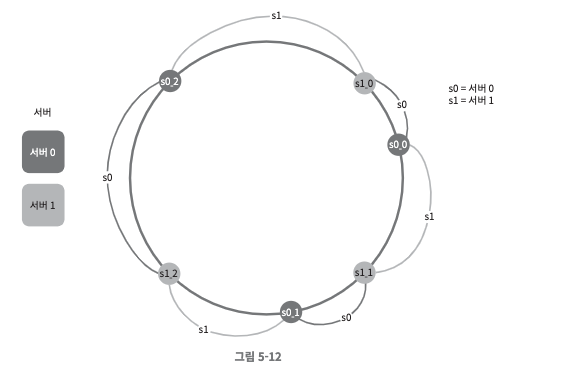 s1
s0_2
s1_0
s0
s0 = 서버 0
s1 = 서버 1
서버
서버 0
s0_0
s0
서버 1
s1
s1_2
s1_1
s0_1
s0
s1
그림 5-12